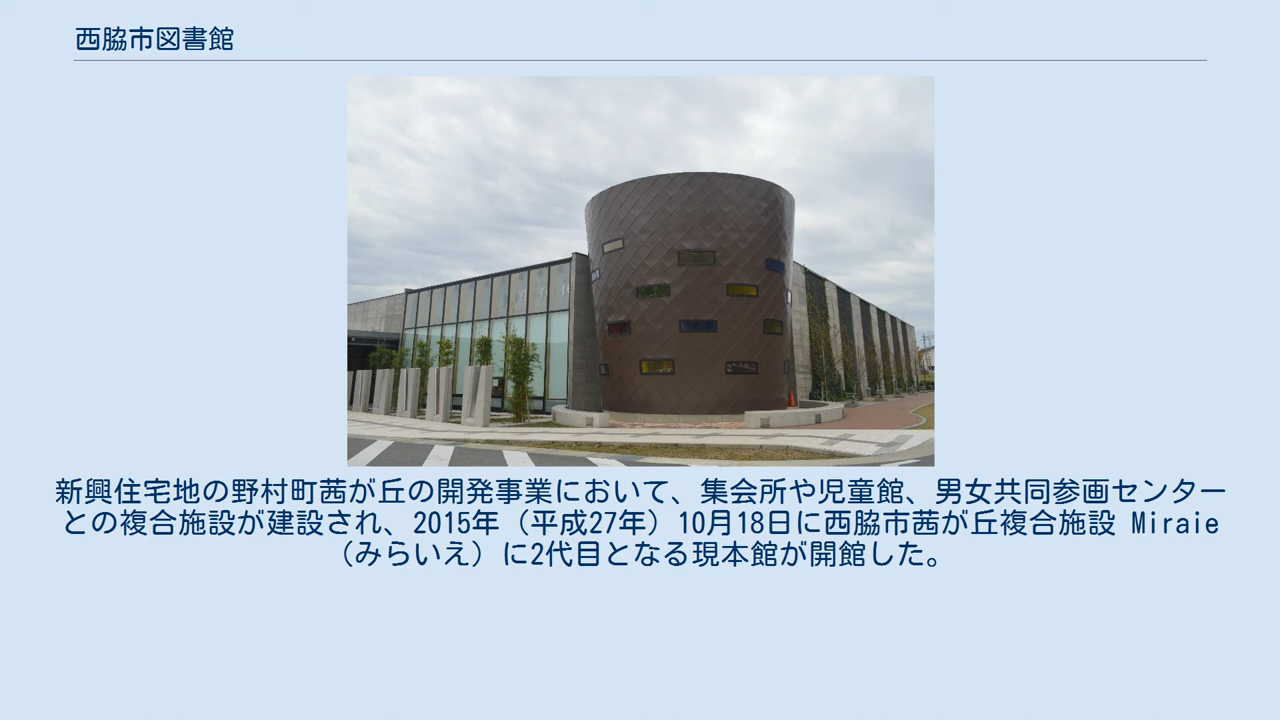 西脇市図書館
新興住宅地の野村町茜が丘の開発事業において、集会所や児童館、男女共同参画センター
との複合施設が建設され、2015年（平成27年）10月18日に西脇市茜が丘複合施設 Miraie
（みらいえ）に2代目となる現本館が開館した。